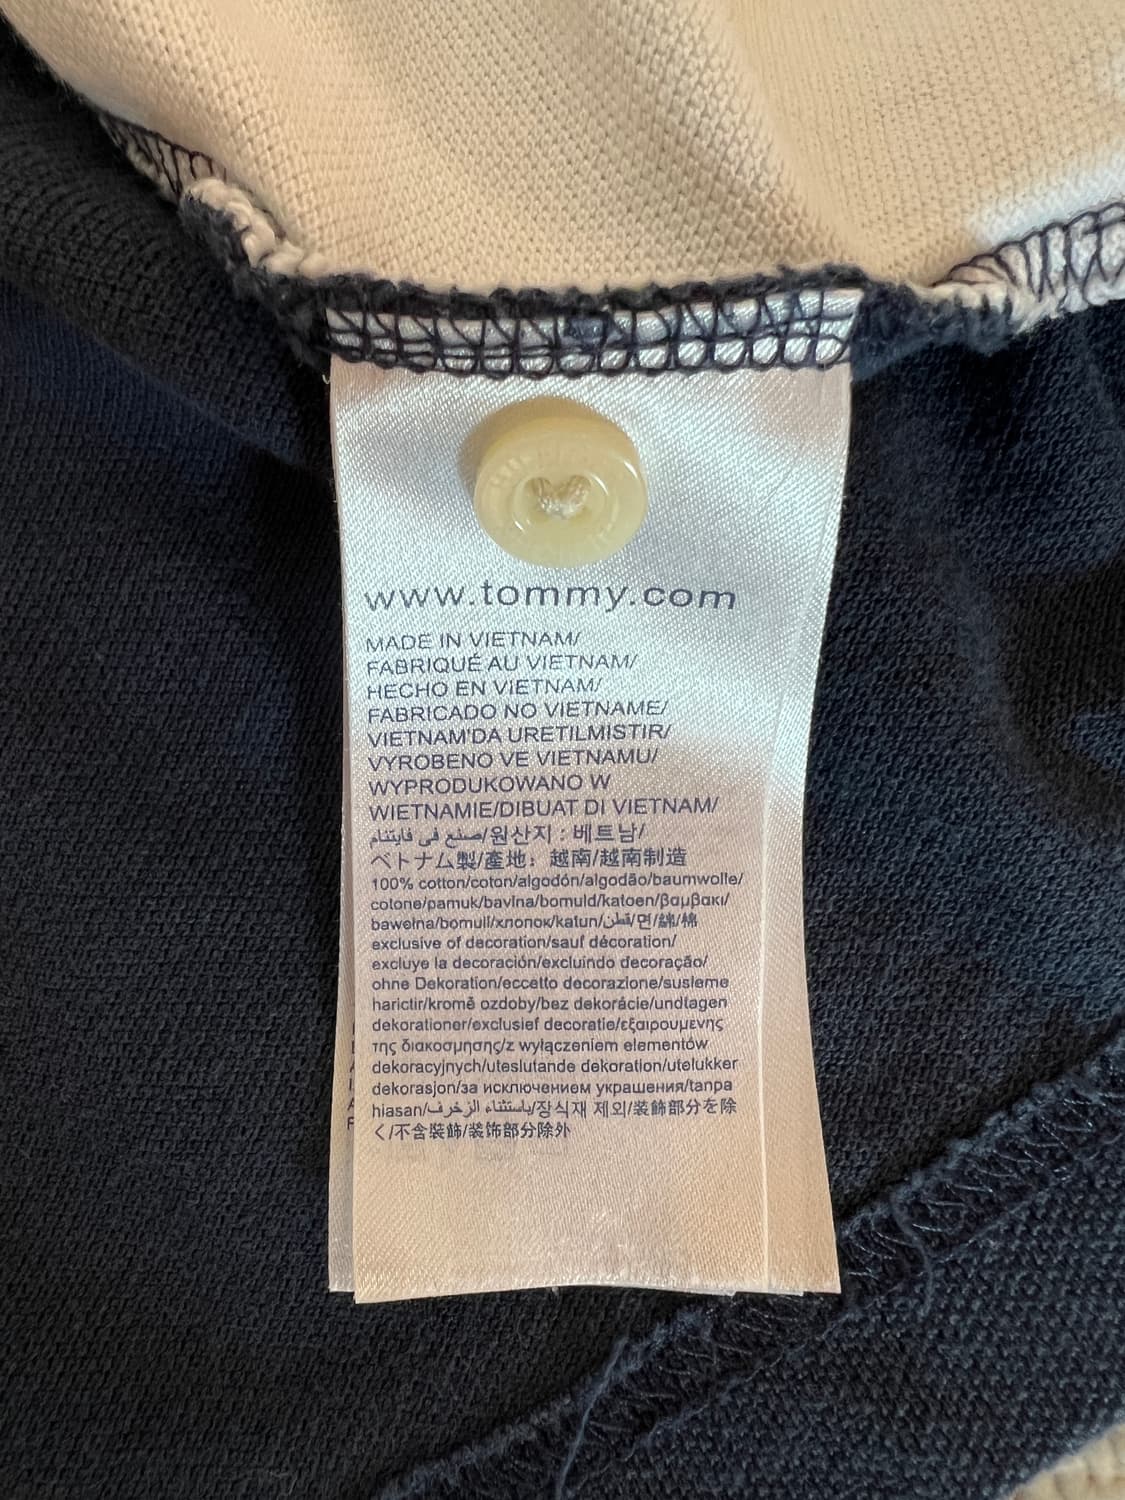 www.tommy.com
MADE IN VIETNAM/
FABRIQUÉ AU VIETNAM/
HECHO EN VIETNAM/
FABRICADO NO VIETNAME/
VIETNAM'DA URETILMISTIR/
VYROBENO VE VIETNAMU/
WYPRODUKOWANO W
WIETNAMIE/DIBUAT DI VIETNAM/
صنع في فايتنام/원산지 : 베트남/
ベトナム製/產地：越南/越南制造
100% cotton/coton/algodón/algodão/baumwolle/
cotone/pamuk/bavlna/bomuld/katoen/βαμβακι/
bawełna/bomull/хлопок/katun/قطن/면/綿/棉
exclusive of decoration/sauf décoration/
excluye la decoración/excluindo decoração/
ohne Dekoration/eccetto decorazione/susleme
harictir/kromě ozdoby/bez dekorácie/undtagen
dekorationer/exclusief decoratie/εξαιρουμενης
της διακοσμησης/z wyłączeniem elementów
dekoracyjnych/uteslutande dekoration/utelukker
dekorasjon/за исключением украшения/tanpa
hiasan/باستثناء الزخرف/장식재 제외/装飾部分を除
く/不含裝飾/装饰部分除外